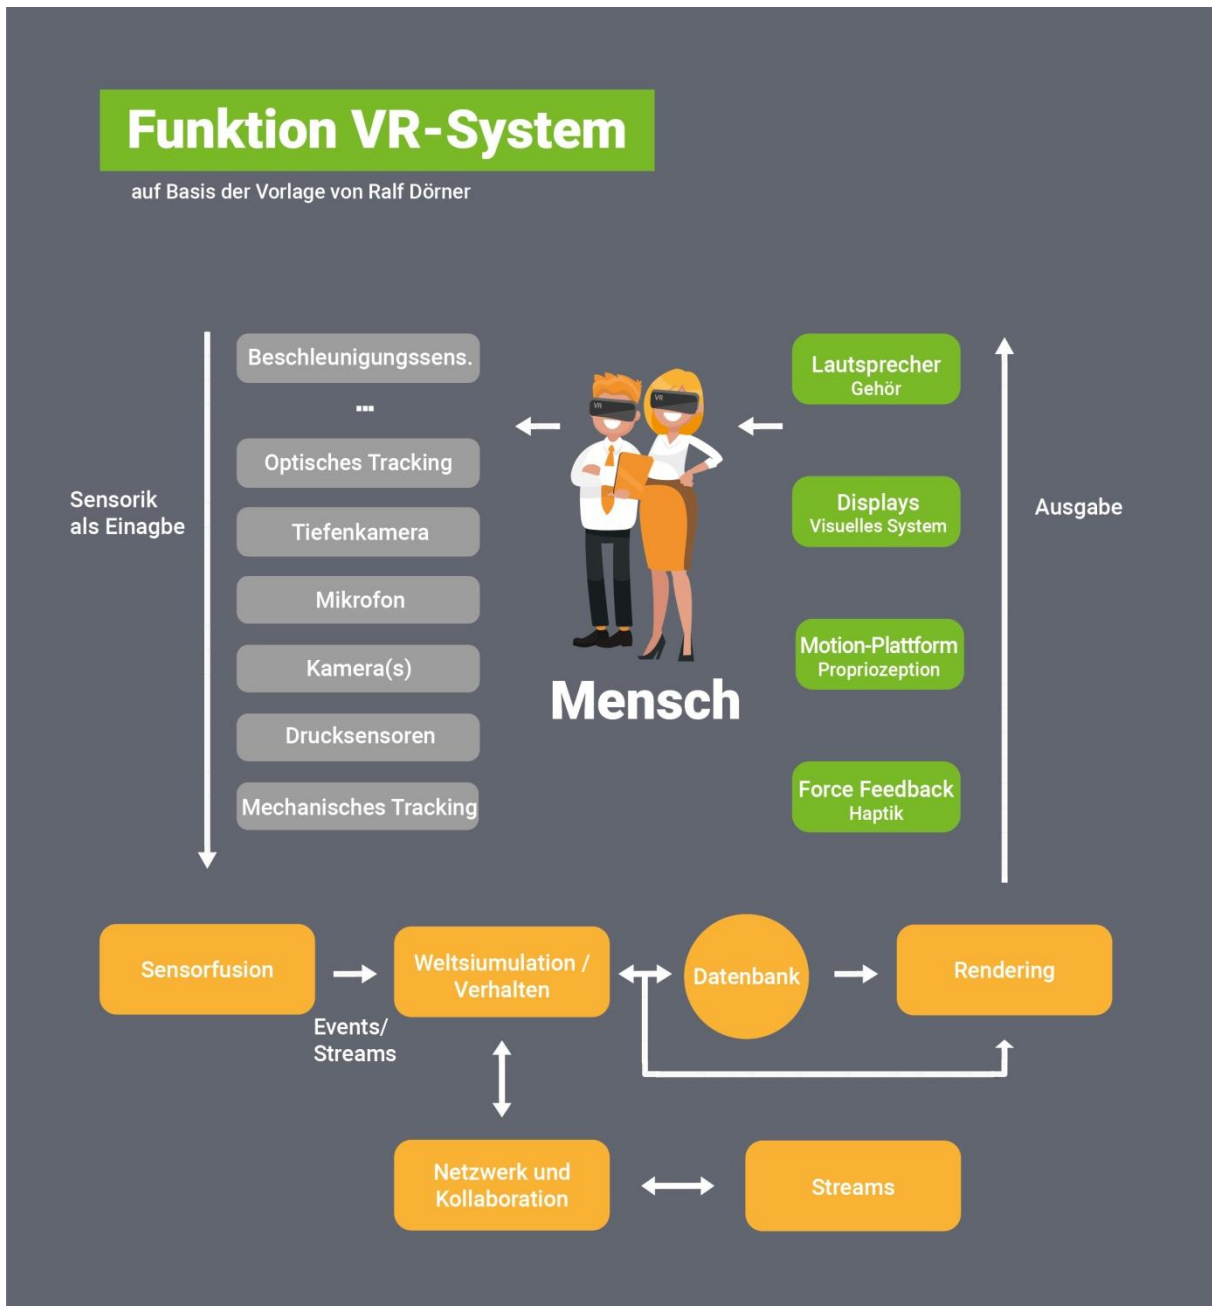 Funktion VR-System
auf Basis der Vorlage von Ralf Dörner
Sensorik
als Einagbe
Beschleunigungssens.
...
Optisches Tracking
Tiefenkamera
Mikrofon
Kamera(s)
Drucksensoren
Mechanisches Tracking
VR
VR
Mensch
Lautsprecher
Gehör
Displays
Visuelles System
Motion-Plattform
Propriozeption
Force Feedback
Haptik
Ausgabe
Sensorfusion
Events/
Streams
Weltsiumulation /
Verhalten
Datenbank
Rendering
Netzwerk und
Kollaboration
Streams